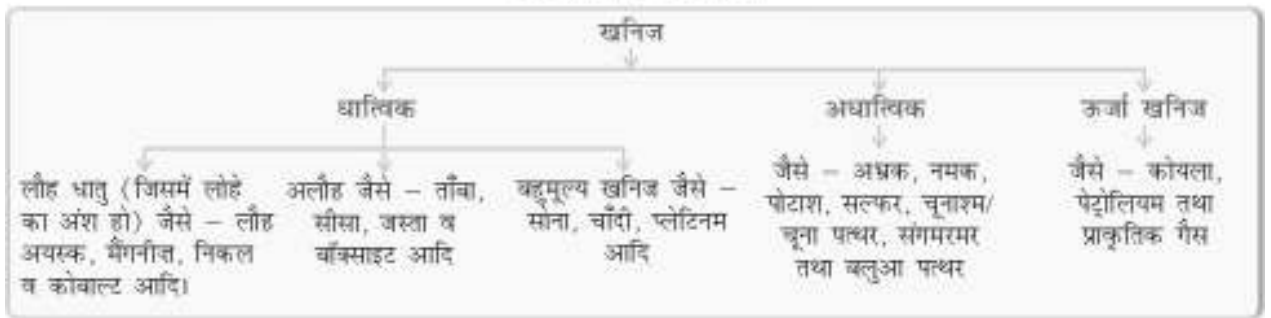 खनिज
धात्विक
अधात्विक
ऊर्जा खनिज
लौह धातु (जिसमें लोहे
का अंश हो) जैसे – लौह
अयस्क, मैंगनीज, निकल
व कोबाल्ट आदि।
अलौह जैसे – ताँबा,
सीसा, जस्ता व
बॉक्साइट आदि
बहुमूल्य खनिज जैसे –
सोना, चाँदी, प्लेटिनम
आदि
जैसे – अभ्रक, नमक,
पोटाश, सल्फर, चूनाश्म/
चूना पत्थर, संगमरमर
तथा बलुआ पत्थर
जैसे – कोयला,
पेट्रोलियम तथा
प्राकृतिक गैस